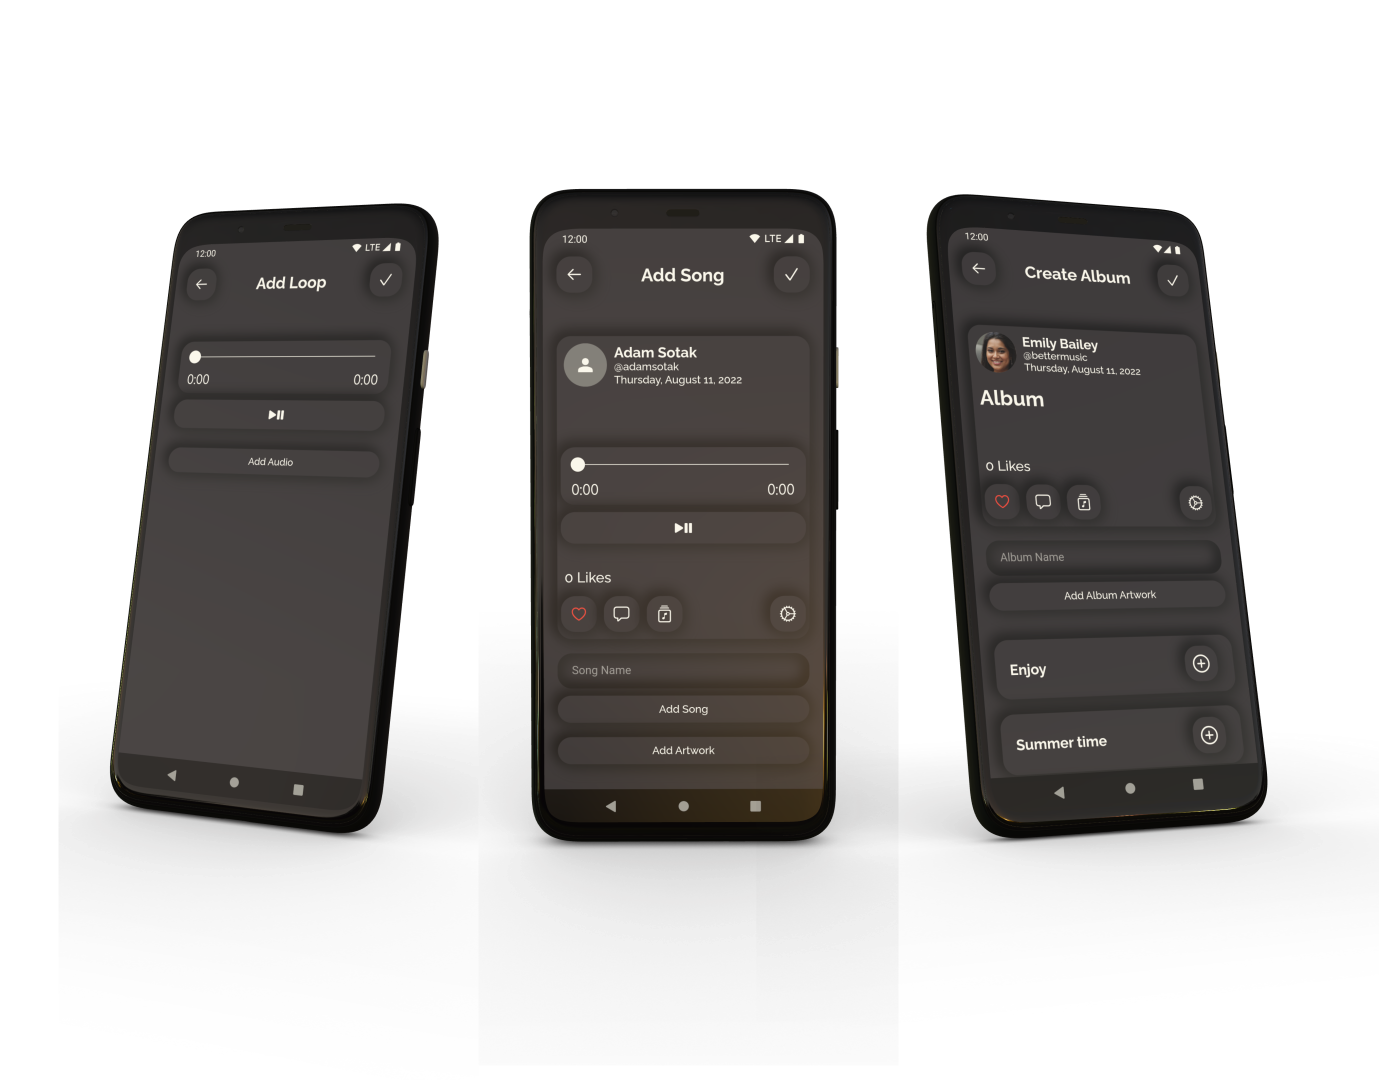 12:00
LTE
Add Loop
0:00
0:00
Add Audio
12:00
LTE
Add Song
Adam Sotak
@adamsotak
Thursday, August 11, 2022
0:00
0:00
0 Likes
Song Name
Add Song
Add Artwork
12:00
Create Album
Emily Bailey
@bettermusic
Thursday, August 11, 2022
Album
0 Likes
Album Name
Add Album Artwork
Enjoy
Summer time